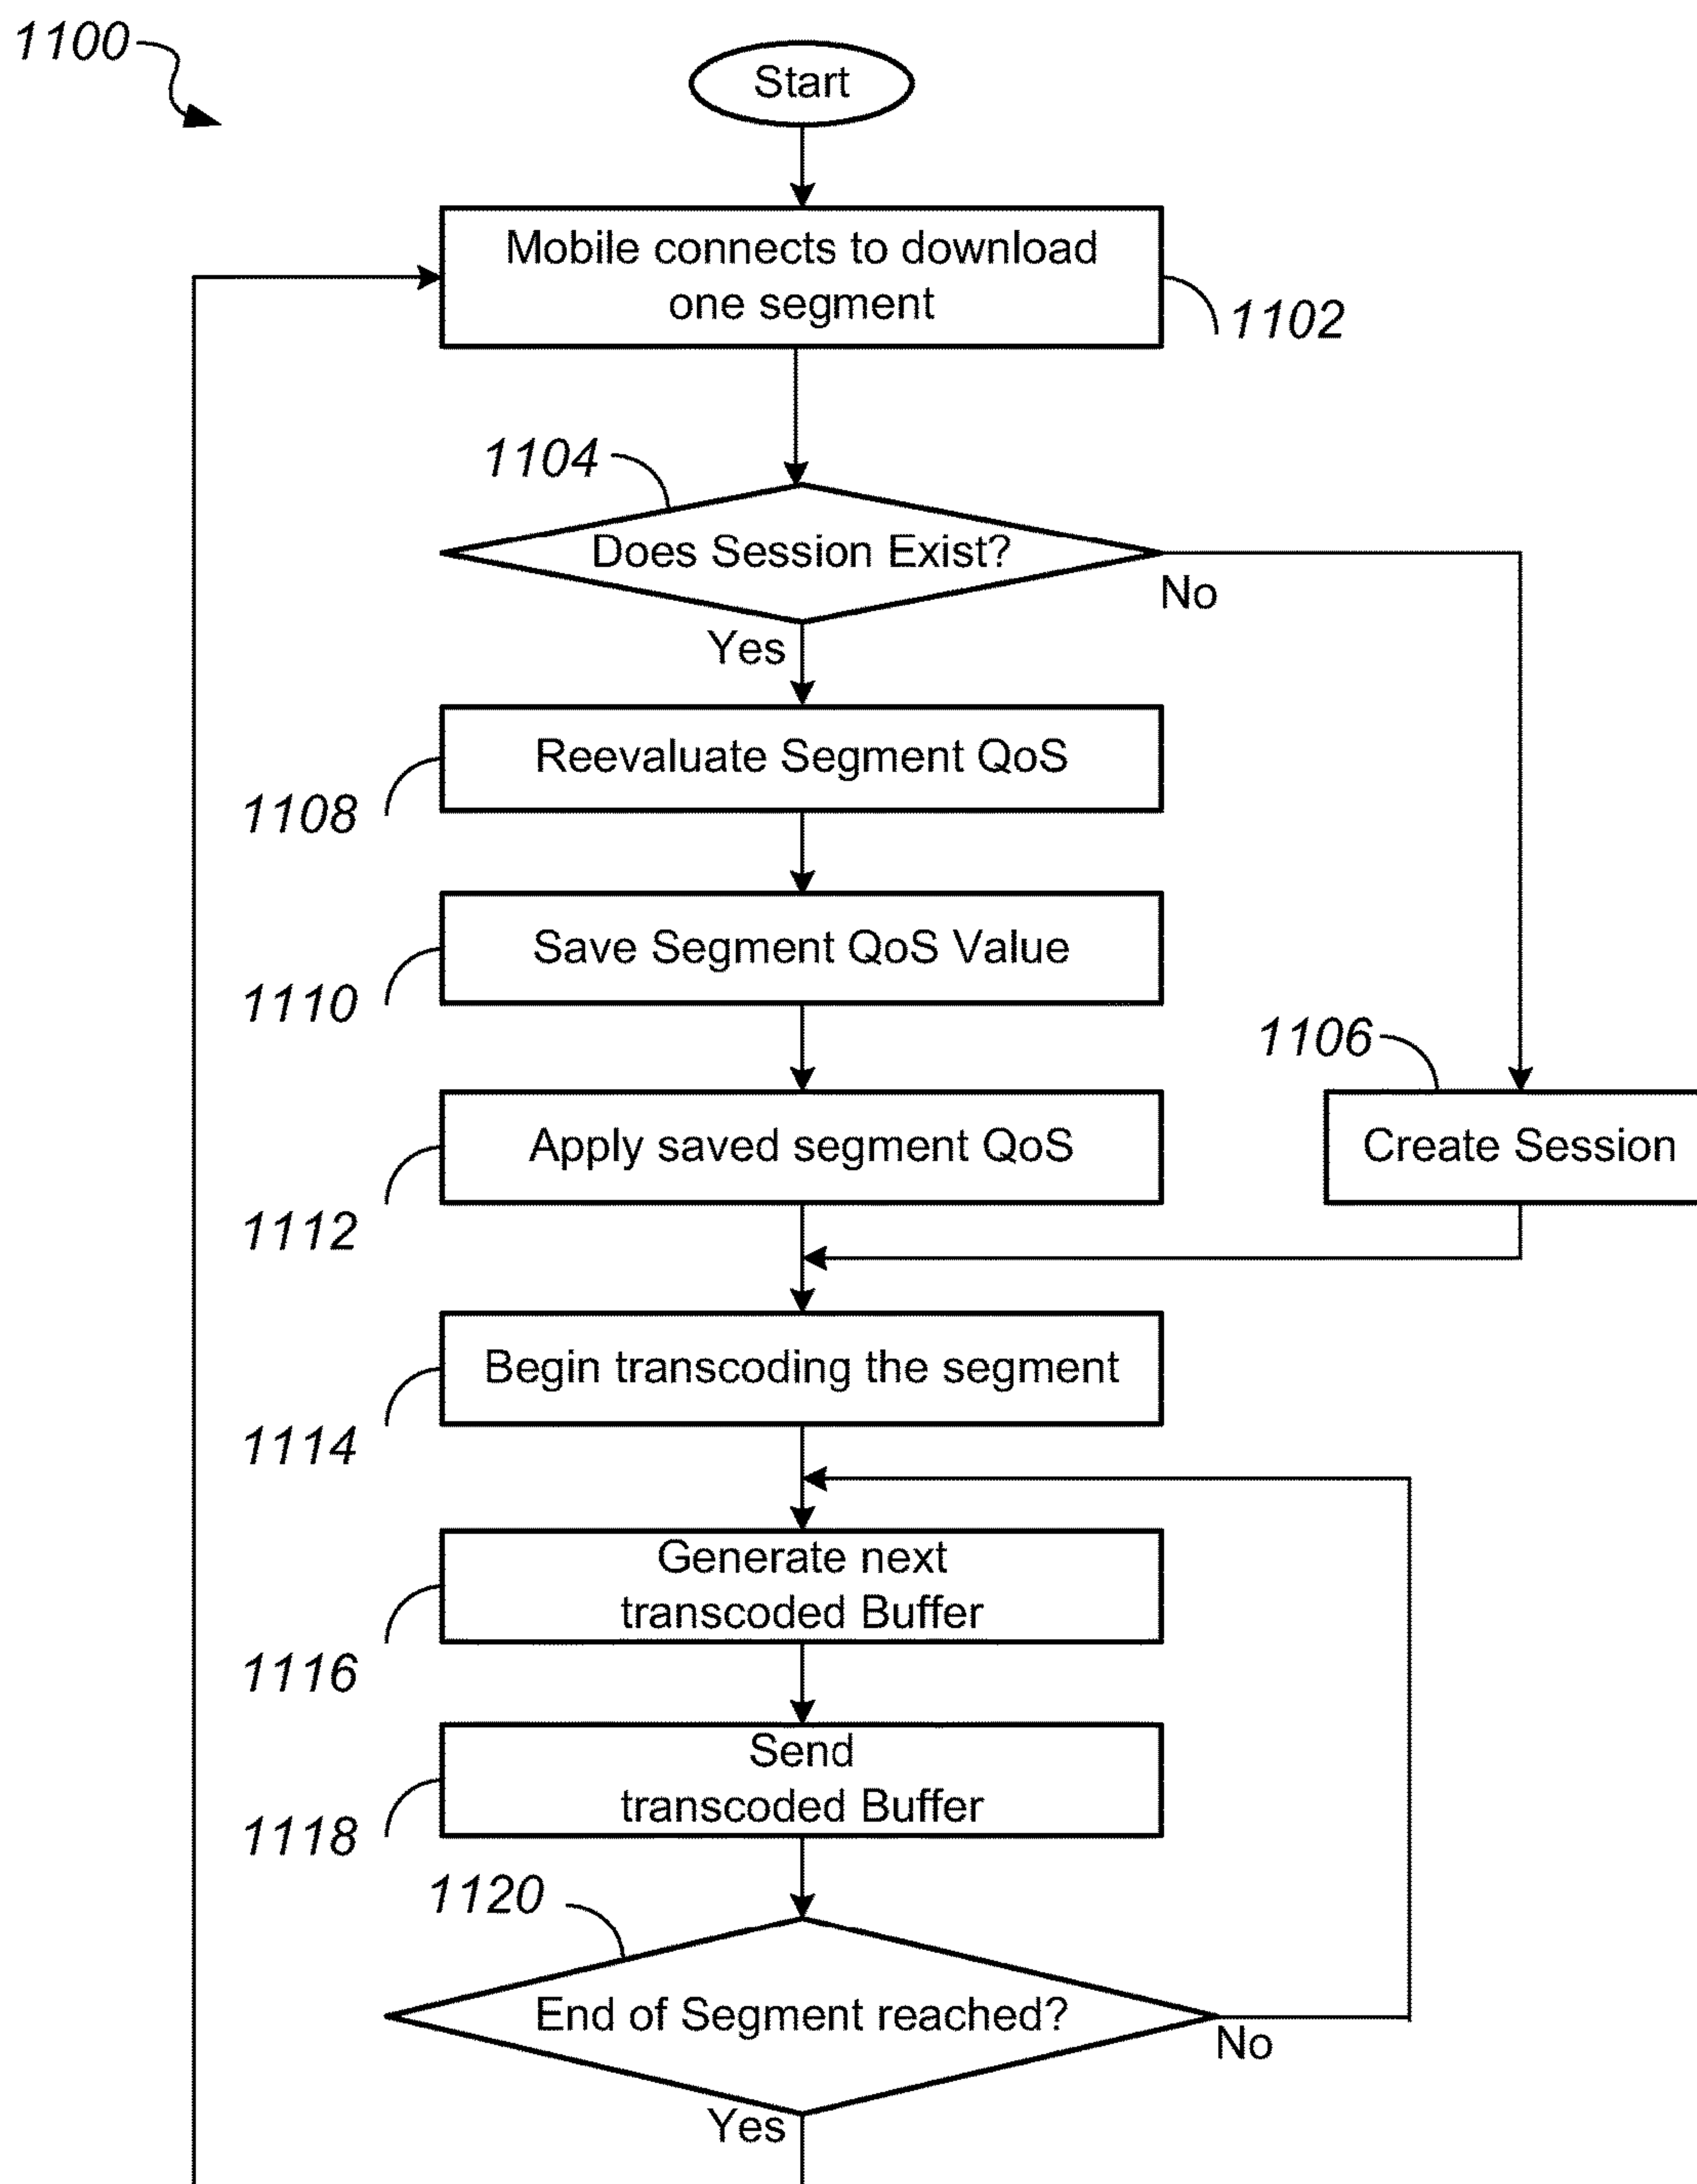 1100
Start
Mobile connects to download
one segment
1102
1104
Does Session Exist?
No
Yes
Reevaluate Segment QoS
1108
Save Segment QoS Value
1110
1106
Apply saved segment QoS
Create Session
1112
Begin transcoding the segment
1114
Generate next
transcoded Buffer
1116
Send
transcoded Buffer
1118
1120
End of Segment reached?
No
Yes